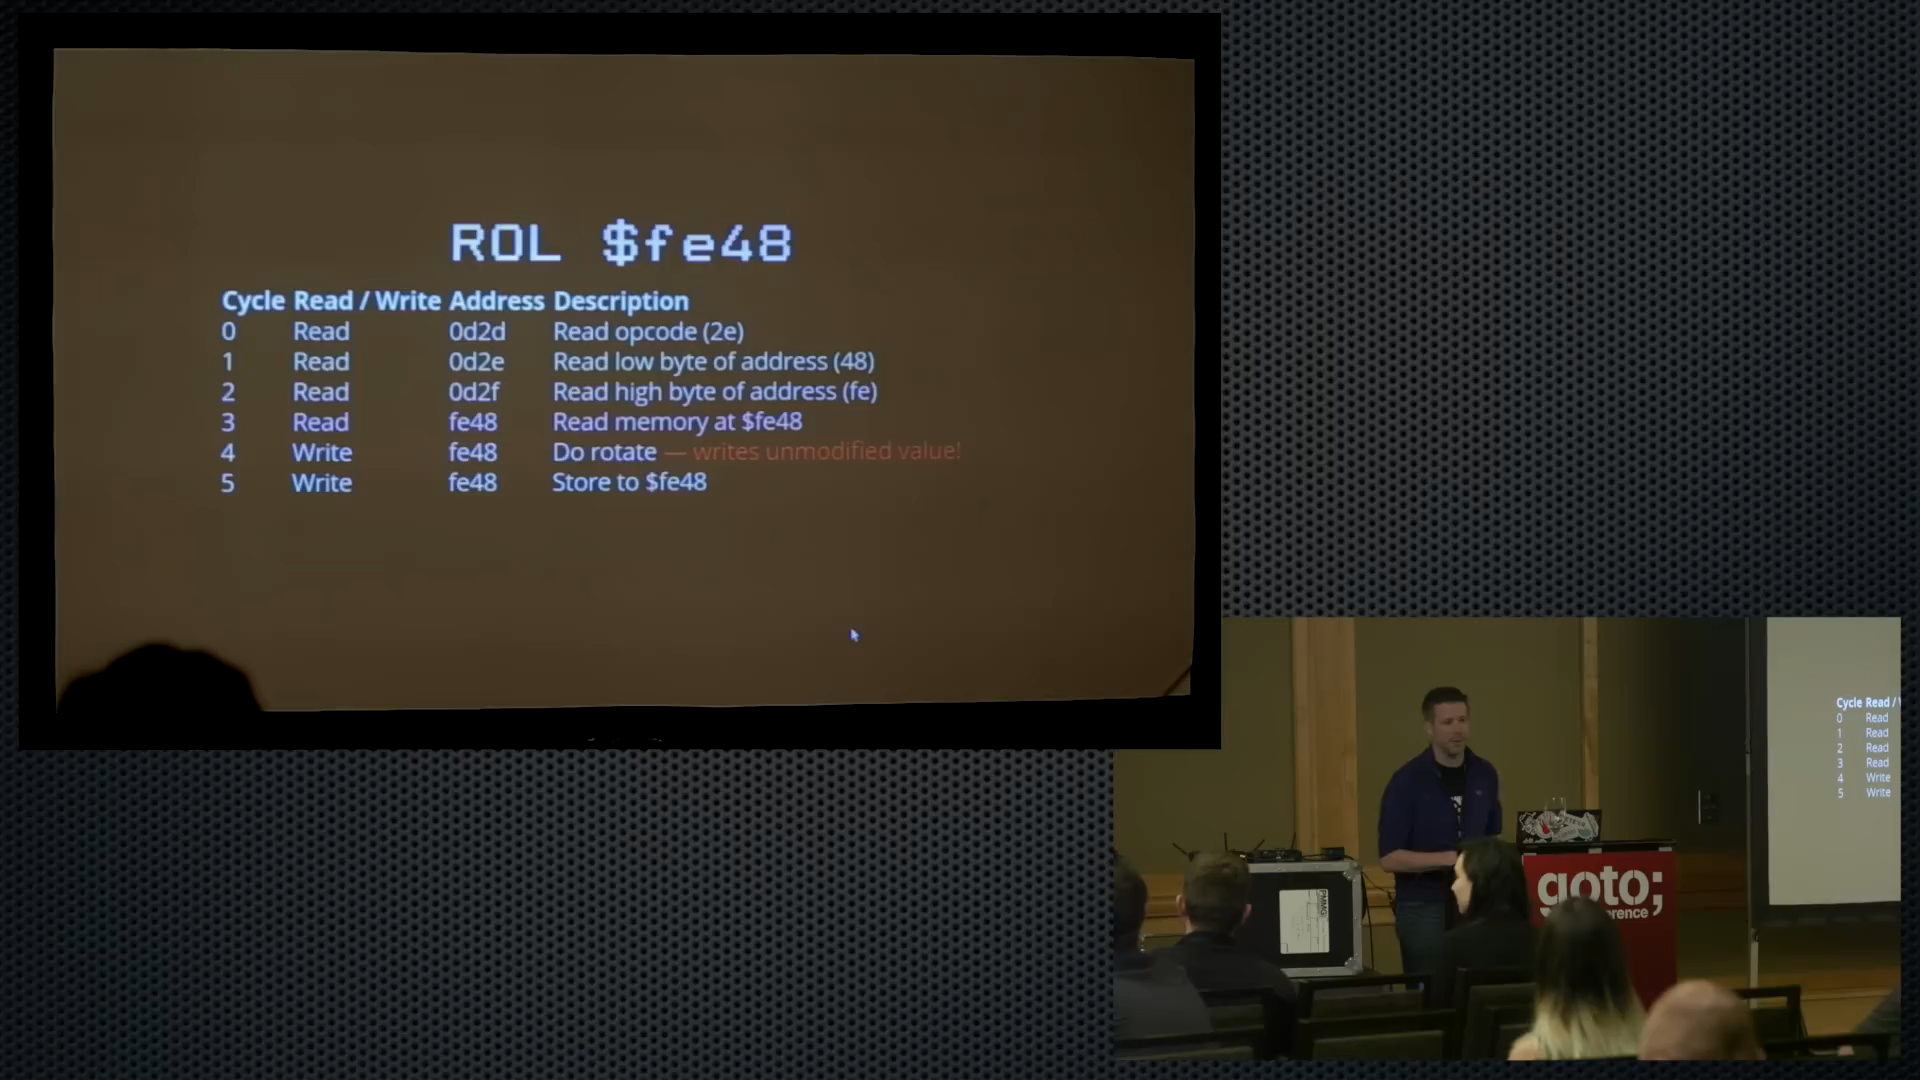 ROL $fe48
Cycle Read / Write Address Description
0 Read 0d2d Read opcode (2e)
1 Read 0d2e Read low byte of address (48)
2 Read 0d2f Read high byte of address (fe)
3 Read fe48 Read memory at $fe48
4 Write fe48 Do rotate — writes unmodified value!
5 Write fe48 Store to $fe48
Cycle Read /
0 Read
1 Read
2 Read
3 Read
4 Write
5 Write
goto;